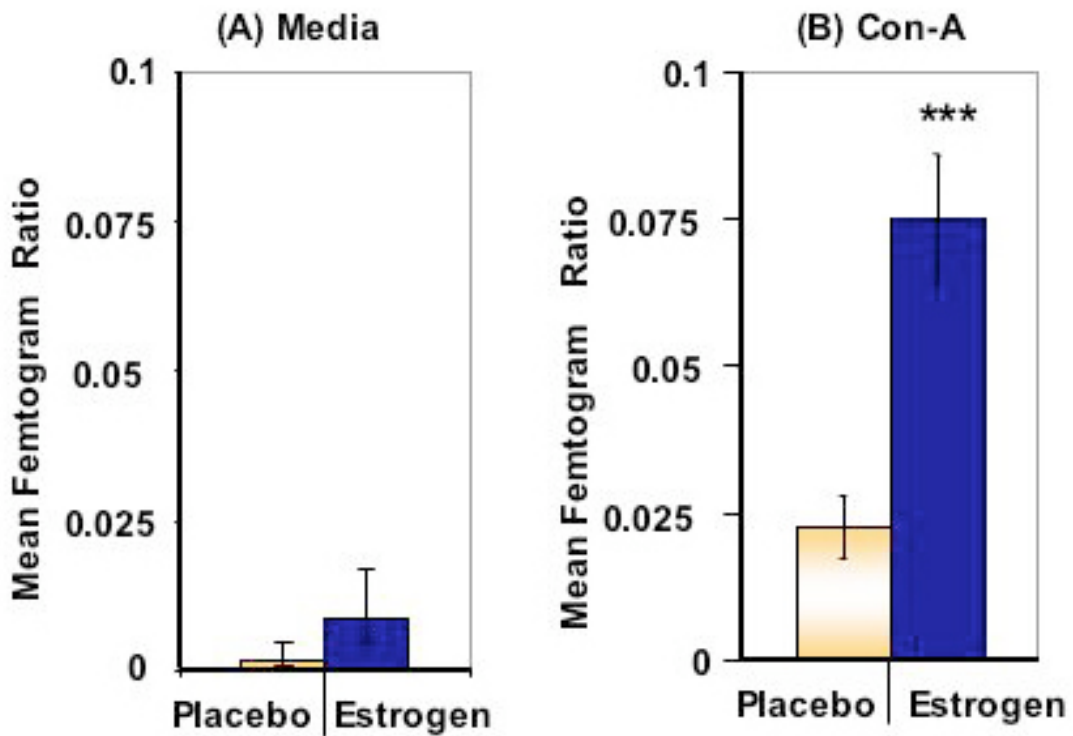 (A) Media
0.1
0.075
0.05
0.025
0
Mean Femtogram Ratio
Placebo Estrogen
(B) Con-A
***
0.1
0.075
0.05
0.025
0
Mean Femtogram Ratio
Placebo Estrogen